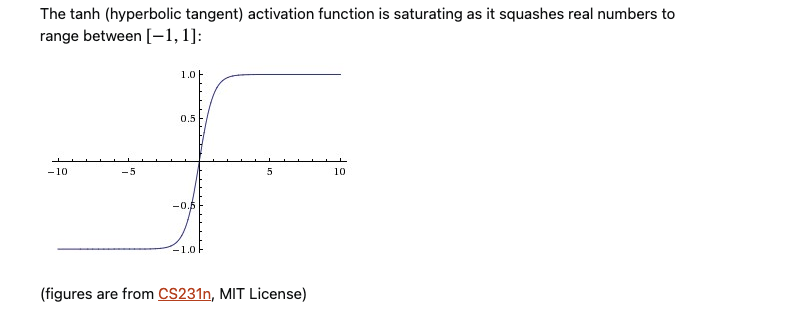 The tanh (hyperbolic tangent) activation function is saturating as it squashes real numbers to
range between [−1, 1]:
1.0
0.5
−10
−5
5
10
−0.5
−1.0
(figures are from CS231n, MIT License)